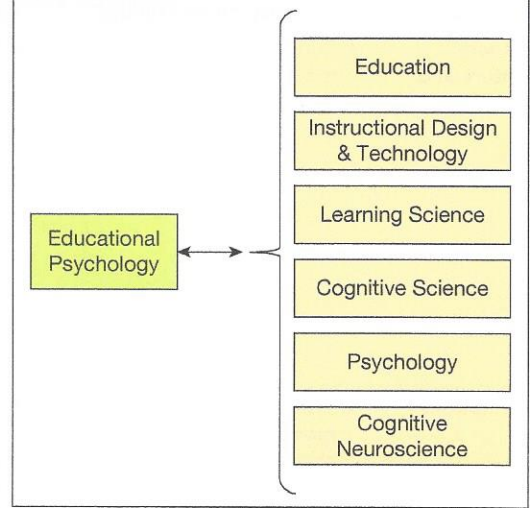 Education
Instructional Design
& Technology
Learning Science
Educational
Psychology
Cognitive Science
Psychology
Cognitive
Neuroscience